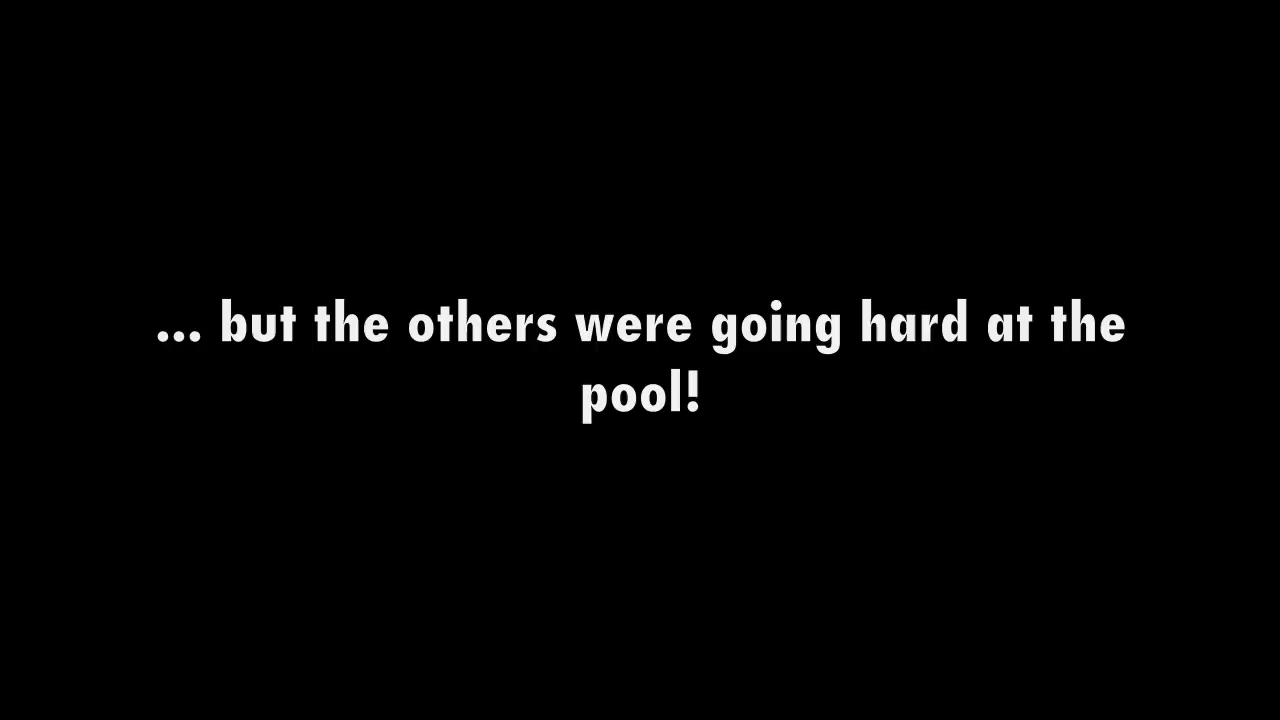 ... but the others were going hard at the
pool!